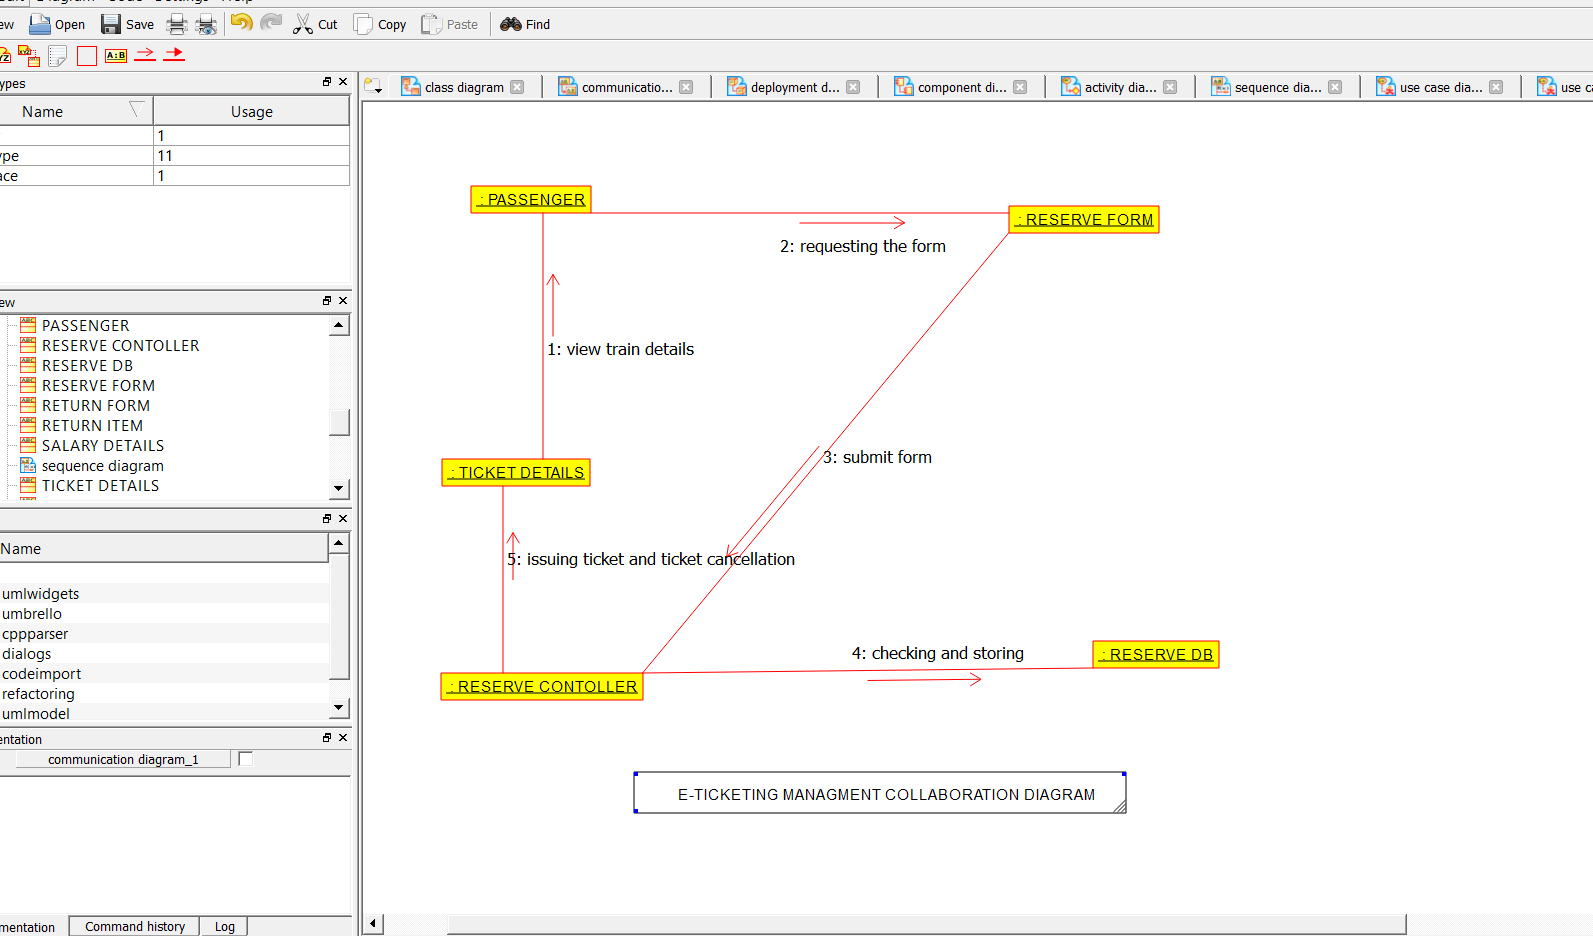 Open Save Cut Copy Paste Find
XYZ A:B
ypes
Name Usage
1
ype 11
ace 1
ew
PASSENGER
RESERVE CONTOLLER
RESERVE DB
RESERVE FORM
RETURN FORM
RETURN ITEM
SALARY DETAILS
sequence diagram
TICKET DETAILS
Name
umlwidgets
umbrello
cppparser
dialogs
codeimport
refactoring
umlmodel
entation
communication diagram_1
mentation Command history Log
class diagram communicatio... deployment d... component di... activity dia... sequence dia... use case dia... use ca
: PASSENGER
: RESERVE FORM
2: requesting the form
1: view train details
3: submit form
: TICKET DETAILS
5: issuing ticket and ticket cancellation
4: checking and storing
: RESERVE DB
: RESERVE CONTOLLER
E-TICKETING MANAGMENT COLLABORATION DIAGRAM